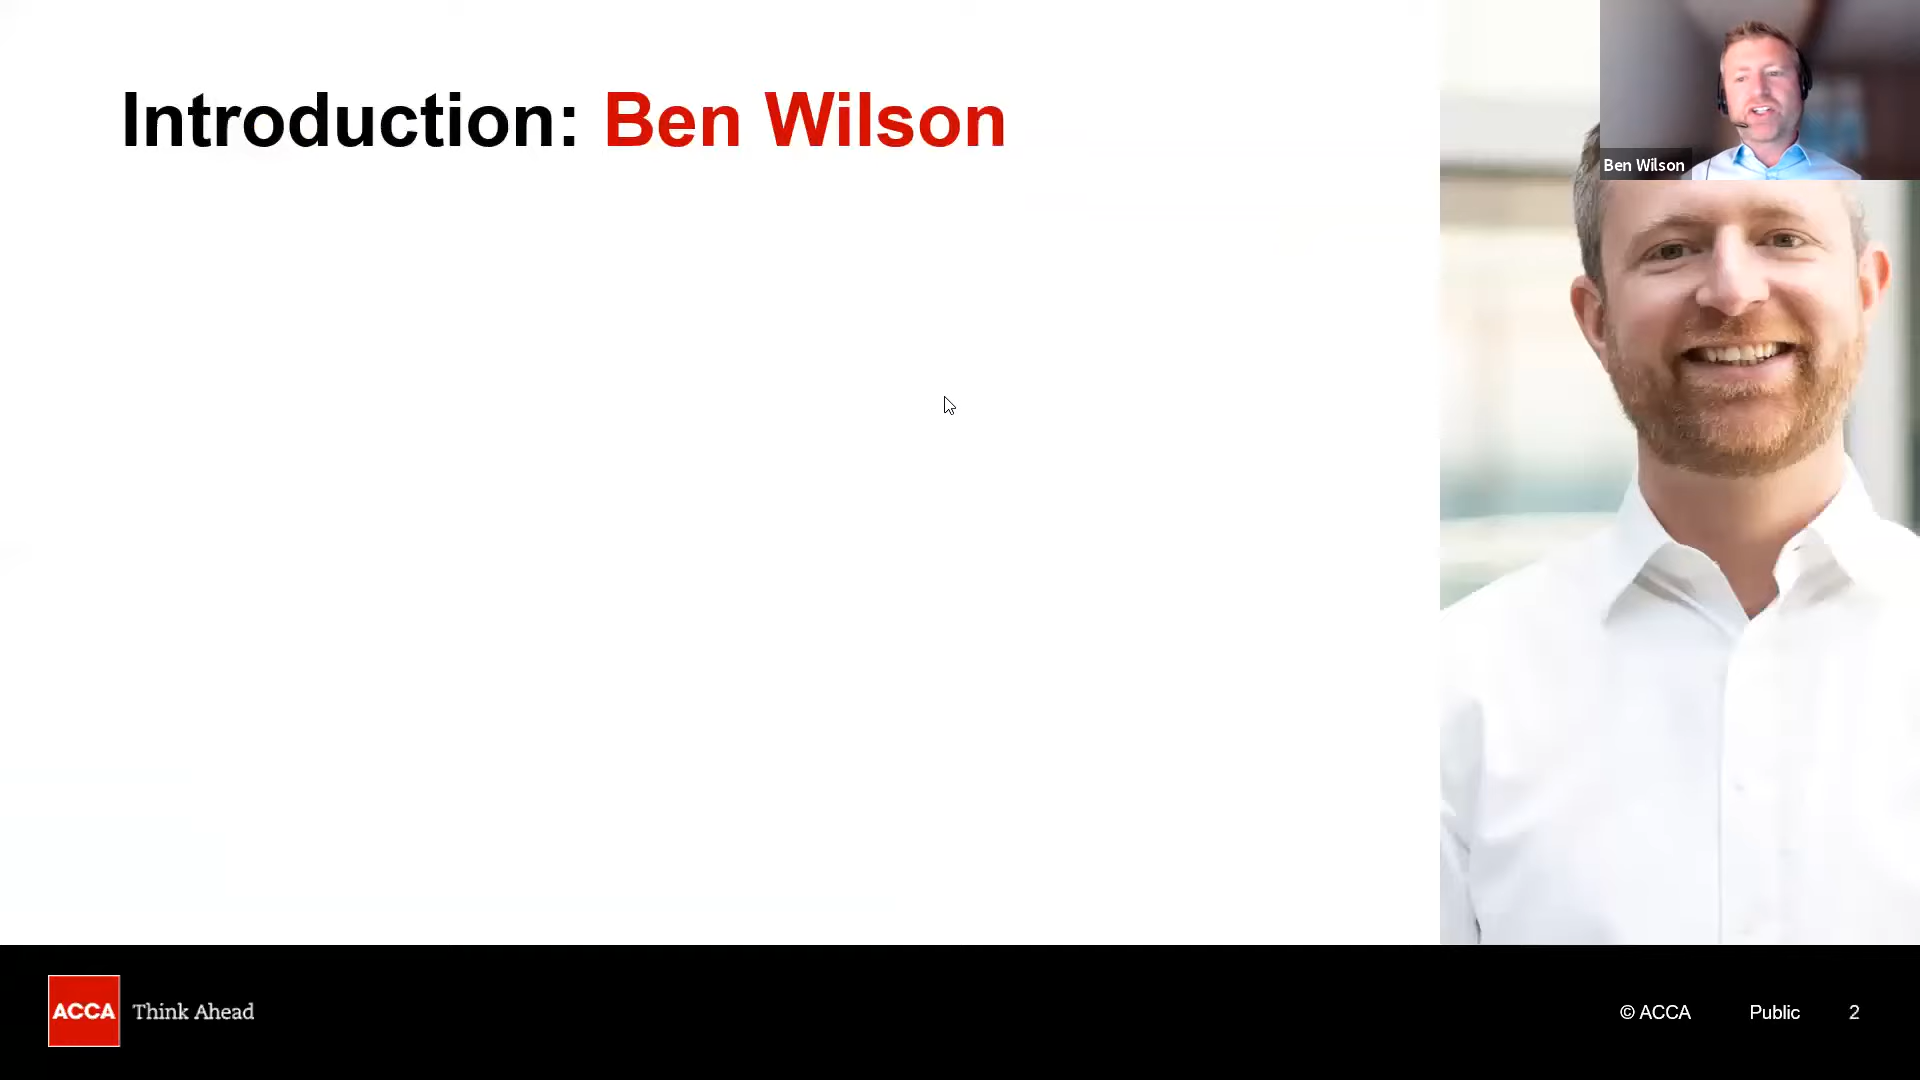 Introduction: Ben Wilson
Ben Wilson
ACCA Think Ahead
© ACCA Public 2